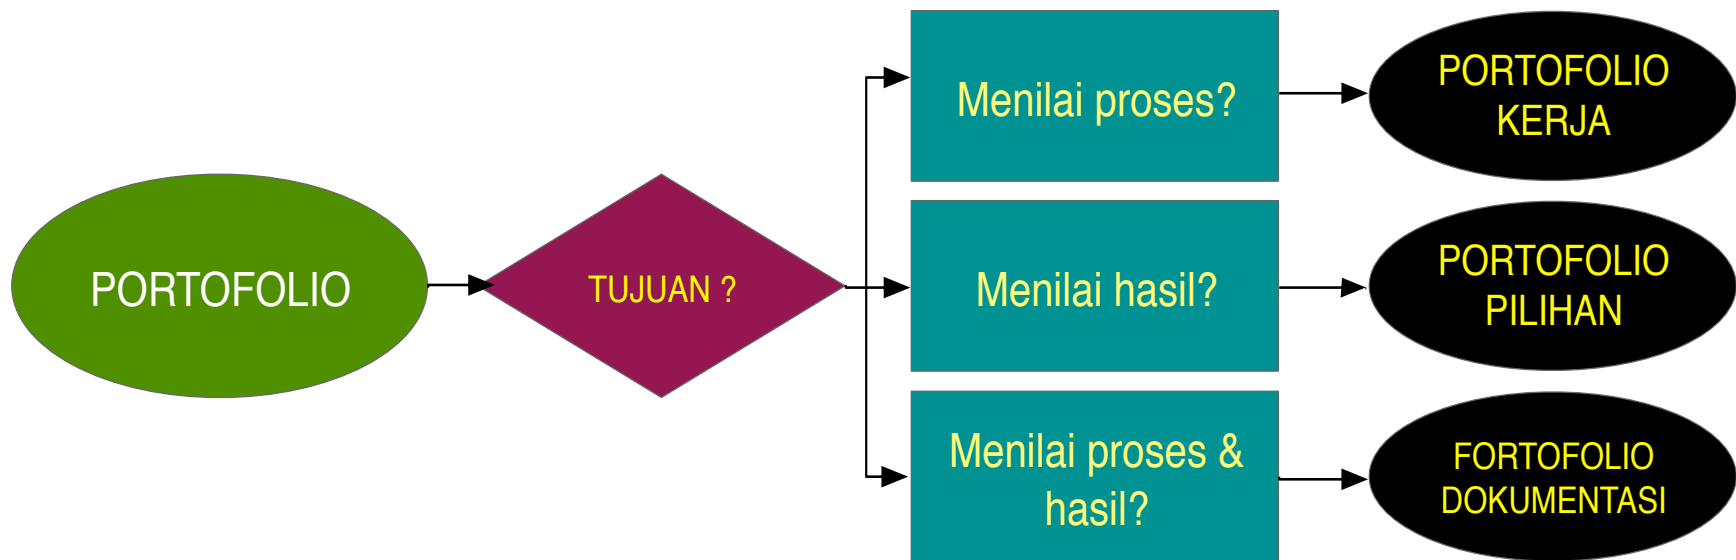 PORTOFOLIO
TUJUAN ?
Menilai proses?
PORTOFOLIO
KERJA
Menilai hasil?
PORTOFOLIO
PILIHAN
Menilai proses &
hasil?
FORTOFOLIO
DOKUMENTASI